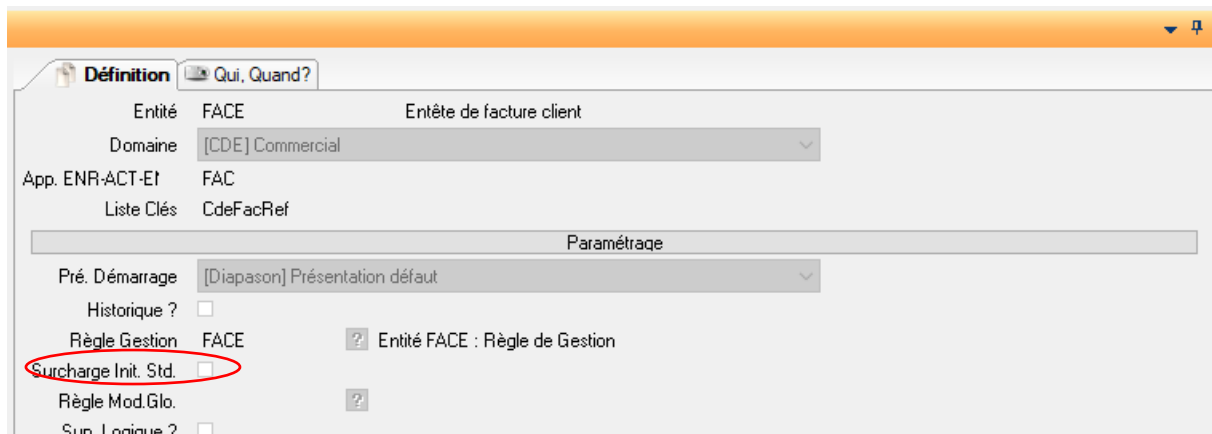 Définition Qui, Quand?
Entité FACE Entête de facture client
Domaine [CDE] Commercial
App. ENR-ACT-EI FAC
Liste Clés CdeFacRef
Paramétrage
Pré. Démarrage [Diapason] Présentation défaut
Historique ?
Règle Gestion FACE ? Entité FACE : Règle de Gestion
Surcharge Init. Std.
Règle Mod.Glo. ?
Sup. Logique ?